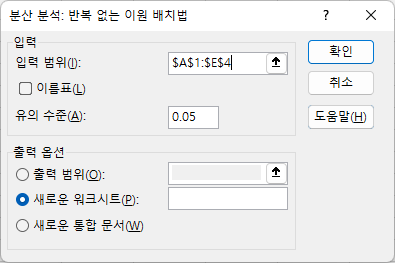 분산 분석: 반복 없는 이원 배치법 ? ×
입력
입력 범위(I): $A$1:$E$4
확인
이름표(L)
취소
유의 수준(A): 0.05
도움말(H)
출력 옵션
출력 범위(O):
새로운 워크시트(P):
새로운 통합 문서(W)